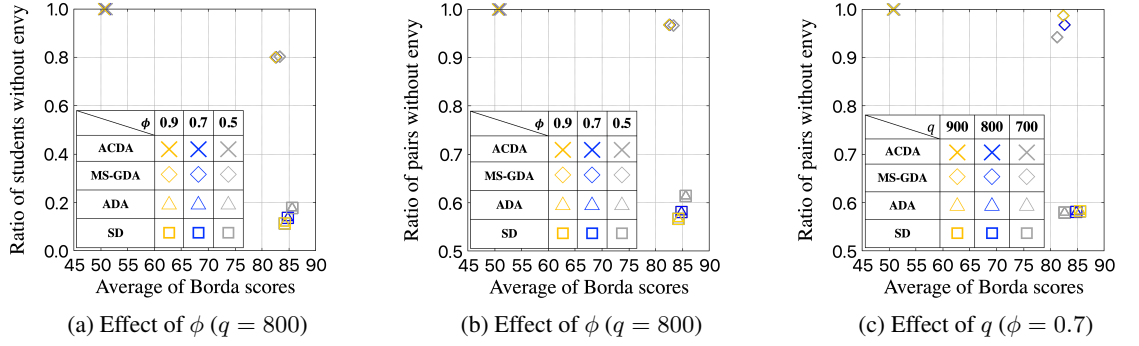 Ratio of students without envy
1.0
0.8
0.6
0.4
0.2
0.0
ϕ 0.9 0.7 0.5
ACDA
MS-GDA
ADA
SD
45 50 55 60 65 70 75 80 85 90
Average of Borda scores
(a) Effect of ϕ (q = 800)
Ratio of pairs without envy
1.0
0.9
0.8
0.7
0.6
0.5
ϕ 0.9 0.7 0.5
ACDA
MS-GDA
ADA
SD
45 50 55 60 65 70 75 80 85 90
Average of Borda scores
(b) Effect of ϕ (q = 800)
Ratio of pairs without envy
1.0
0.9
0.8
0.7
0.6
0.5
q 900 800 700
ACDA
MS-GDA
ADA
SD
45 50 55 60 65 70 75 80 85 90
Average of Borda scores
(c) Effect of q (ϕ = 0.7)